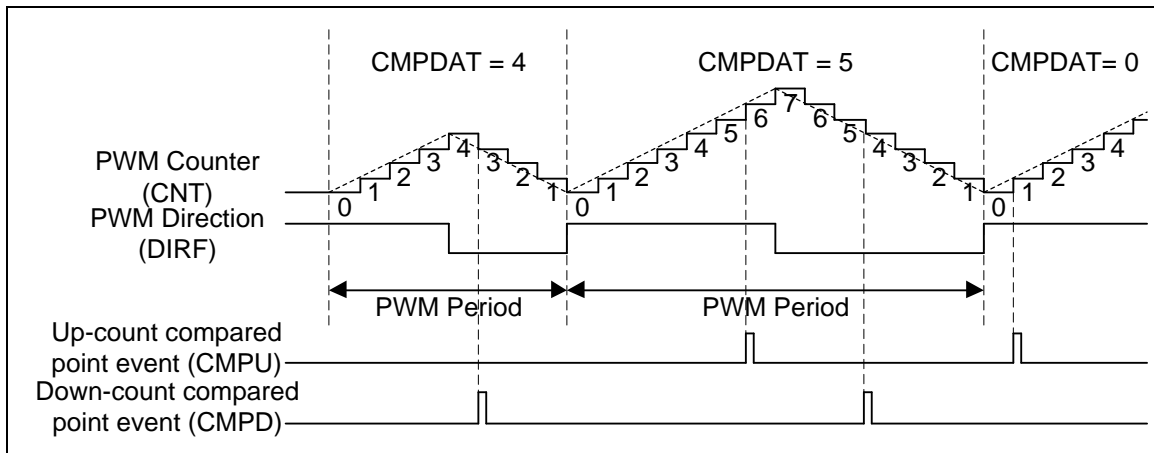 CMPDAT = 4
CMPDAT = 5
CMPDAT= 0
PWM Counter
(CNT)
0 1 2 3 4 3 2 1 0 1 2 3 4 5 6 7 6 5 4 3 2 1 0 1 2 3 4
PWM Direction
(DIRF)
PWM Period
PWM Period
Up-count compared
point event (CMPU)
Down-count compared
point event (CMPD)